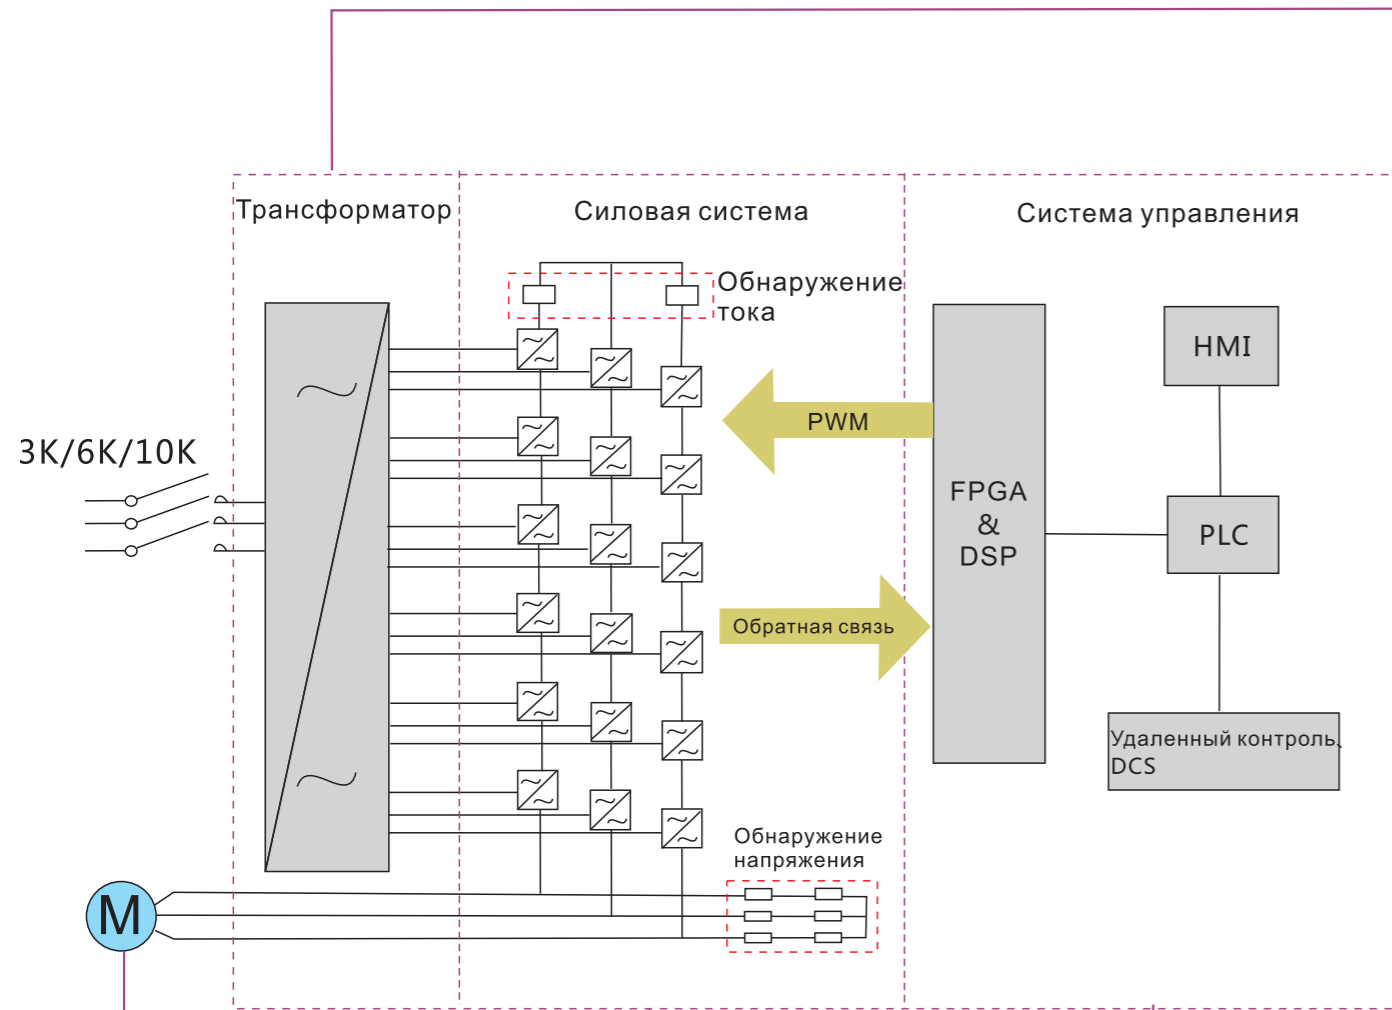 Трансформатор
Силовая система
Система управления
Обнаружение
тока
HMI
PWM
3K/6K/10K
FPGA
&
DSP
PLC
Обратная связь
Удаленный контроль、
DCS
Обнаружение
напряжения
M